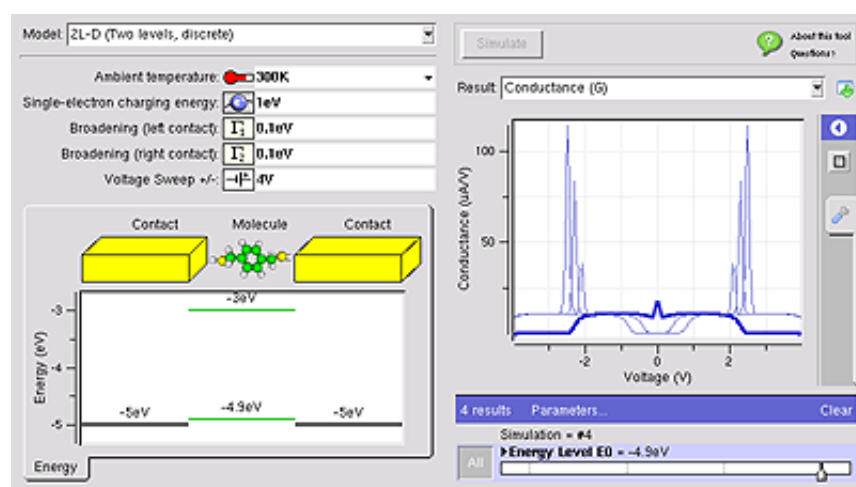 Model: 2L-D (Two levels, discrete)
Ambient temperature: 300K
Single-electron charging energy: 1eV
Broadening (left contact): Γ1 0.1eV
Broadening (right contact): Γ2 0.1eV
Voltage Sweep +/-: 4V
Contact Molecule Contact
-3eV
-3
Energy (eV)
-4
-5eV -4.9eV -5eV
-5
Energy
Simulate
About this tool
Questions?
Result: Conductance (G)
100
Conductance (uA/V)
50
-2 0 2
Voltage (V)
4 results Parameters... Clear
Simulation = #4
All
Energy Level E0 = -4.9eV